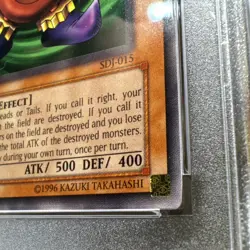 SDJ-015
EFFECT]
eads or Tails. If you call it right, your
on the field are destroyed. If you call it
rs on the field are destroyed and you lose
the total ATK of the destroyed monsters.
y during your own turn, once per turn.
ATK/ 500 DEF/ 400
©1996 KAZUKI TAKAHASHI